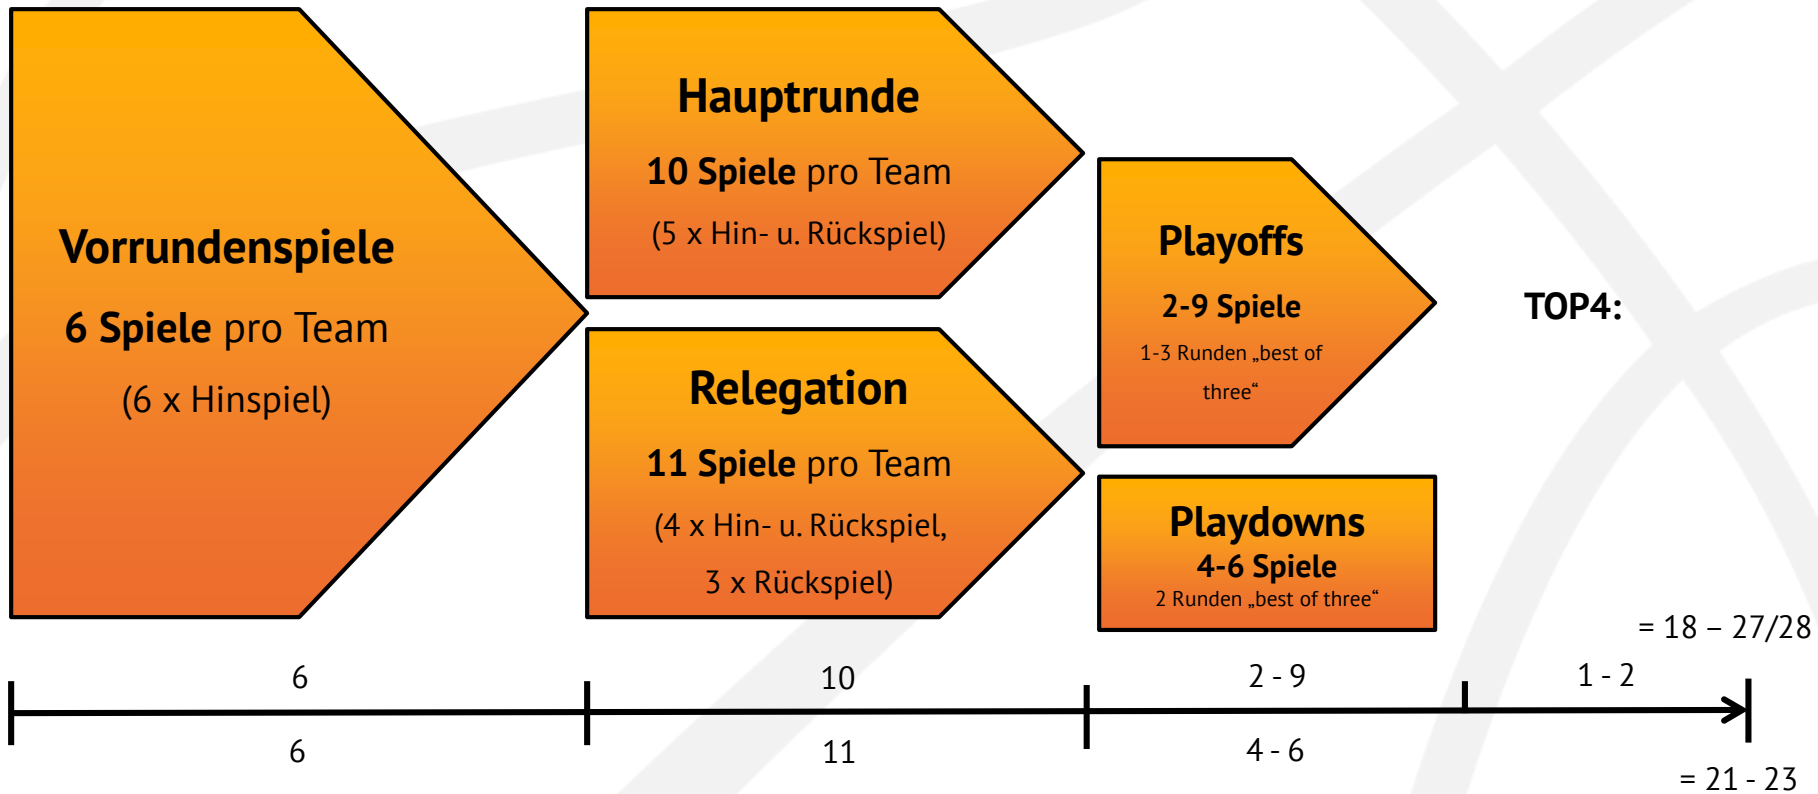 Vorrundenspiele
6 Spiele pro Team
(6 x Hinspiel)
Hauptrunde
10 Spiele pro Team
(5 x Hin- u. Rückspiel)
Relegation
11 Spiele pro Team
(4 x Hin- u. Rückspiel,
3 x Rückspiel)
Playoffs
2-9 Spiele
1-3 Runden „best of
three“
Playdowns
4-6 Spiele
2 Runden „best of three“
TOP4:
= 18 – 27/28
6
10
2 - 9
1 - 2
6
11
4 - 6
= 21 - 23